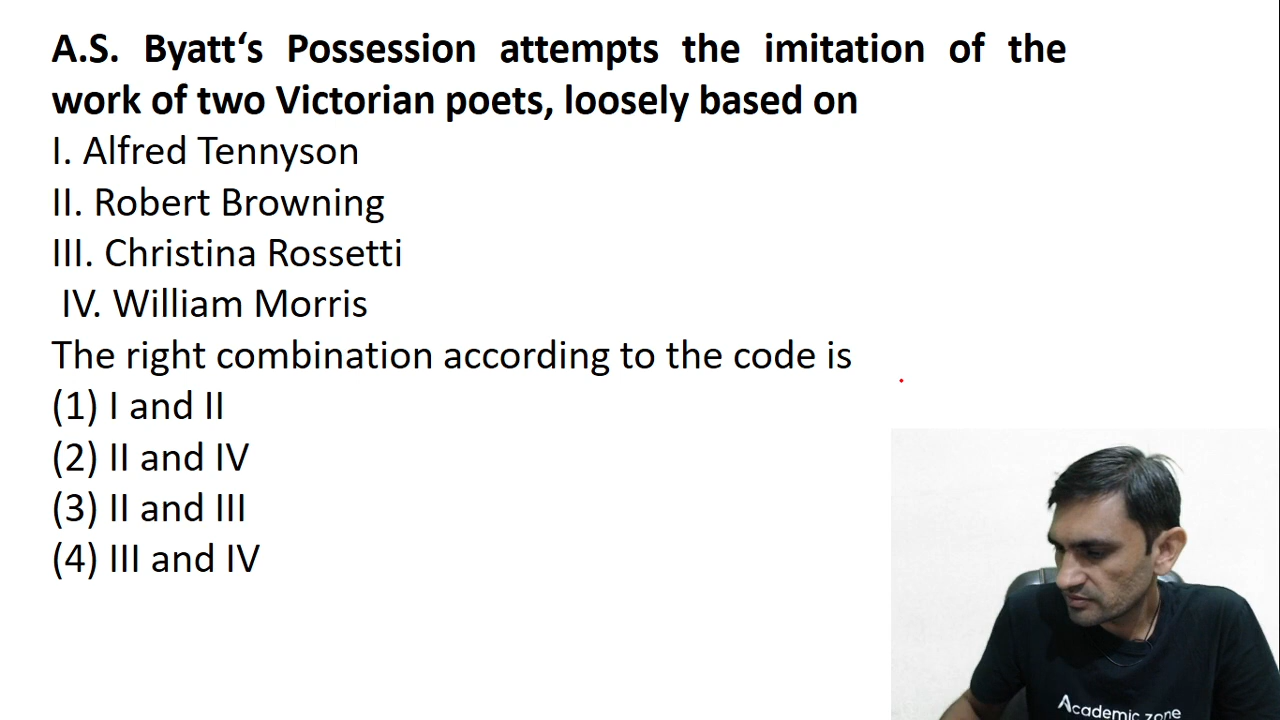 A.S. Byatt‘s Possession attempts the imitation of the
work of two Victorian poets, loosely based on
I. Alfred Tennyson
II. Robert Browning
III. Christina Rossetti
IV. William Morris
The right combination according to the code is
(1) I and II
(2) II and IV
(3) II and III
(4) III and IV
Academic zone